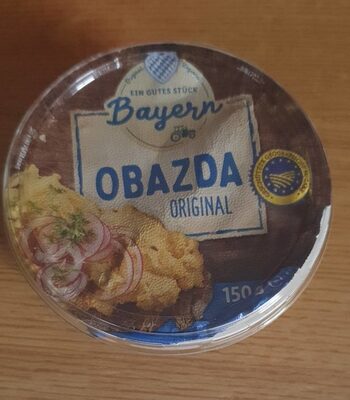 EIN GUTES STÜCK
Bayern
OBAZDA
ORIGINAL
150 g